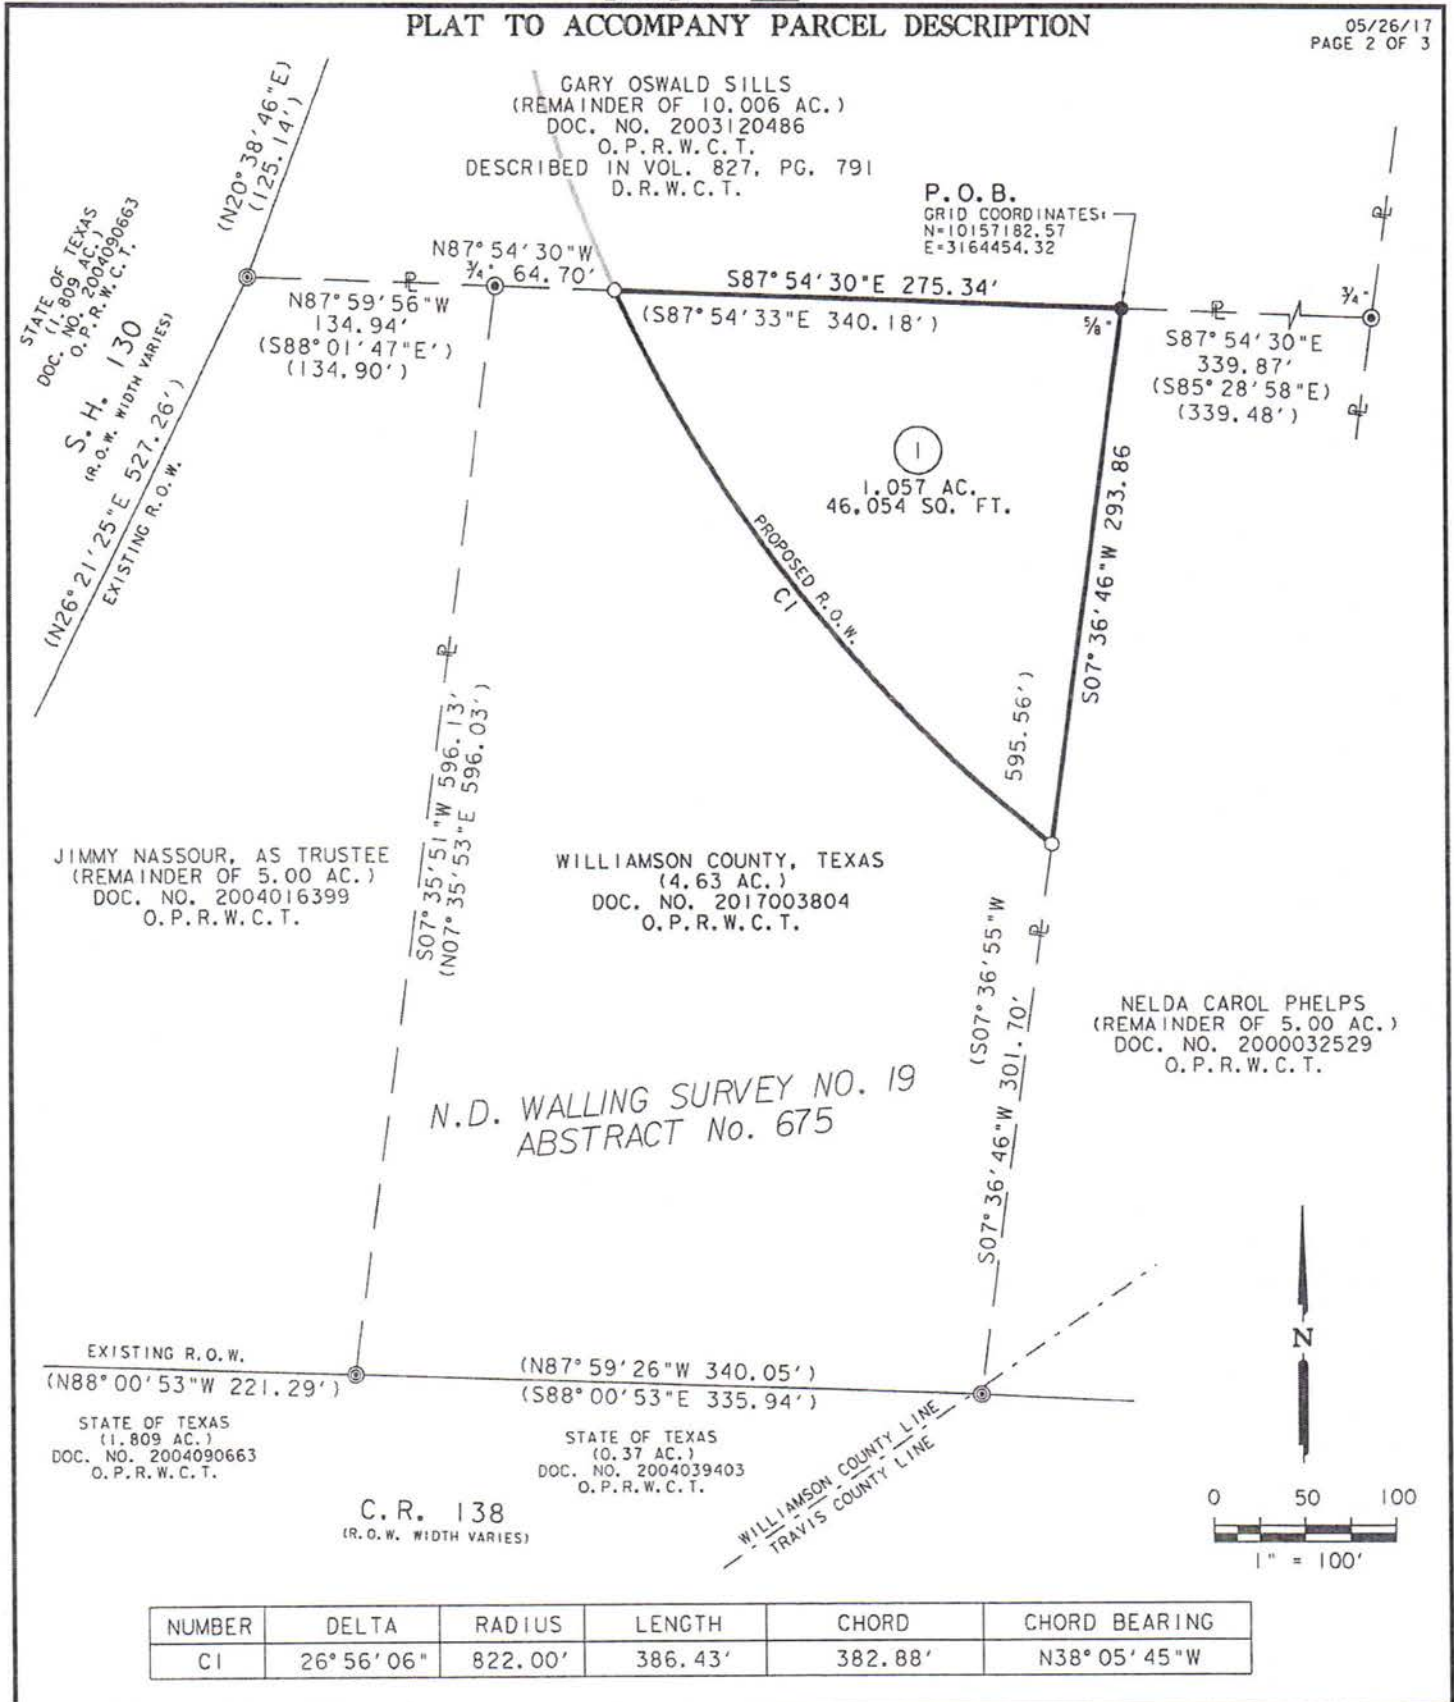 PLAT TO ACCOMPANY PARCEL DESCRIPTION
05/26/17
PAGE 2 OF 3
GARY OSWALD SILLS
(REMAINDER OF 10.006 AC.)
DOC. NO. 2003120486
O.P.R.W.C.T.
DESCRIBED IN VOL. 827, PG. 791
D.R.W.C.T.
(N20°38'46"E)
(125.14')
STATE OF TEXAS
(1.809 AC.)
DOC. NO. 2004090663
O.P.R.W.C.T.
S.H. 130
(R.O.W. WIDTH VARIES)
(N26°21'25"E 527.26')
EXISTING R.O.W.
P.O.B.
GRID COORDINATES:
N=10157182.57
E=3164454.32
N87°54'30"W
3/4" 64.70'
PL
N87°59'56"W
134.94'
(S88°01'47"E')
(134.90')
S87°54'30"E 275.34'
(S87°54'33"E 340.18')
5/8"
PL
3/4"
PL
PL
S87°54'30"E
339.87'
(S85°28'58"E)
(339.48')
1
1.057 AC.
46,054 SQ. FT.
PROPOSED R.O.W.
C1
S07°36'46"W 293.86
595.56')
PL
S07°35'51"W 596.13'
(N07°35'53"E 596.03')
JIMMY NASSOUR, AS TRUSTEE
(REMAINDER OF 5.00 AC.)
DOC. NO. 2004016399
O.P.R.W.C.T.
WILLIAMSON COUNTY, TEXAS
(4.63 AC.)
DOC. NO. 2017003804
O.P.R.W.C.T.
(S07°36'55"W
PL
S07°36'46"W 301.70'
NELDA CAROL PHELPS
(REMAINDER OF 5.00 AC.)
DOC. NO. 2000032529
O.P.R.W.C.T.
N.D. WALLING SURVEY NO. 19
ABSTRACT No. 675
EXISTING R.O.W.
(N88°00'53"W 221.29')
(N87°59'26"W 340.05')
(S88°00'53"E 335.94')
STATE OF TEXAS
(1.809 AC.)
DOC. NO. 2004090663
O.P.R.W.C.T.
STATE OF TEXAS
(0.37 AC.)
DOC. NO. 2004039403
O.P.R.W.C.T.
C.R. 138
(R.O.W. WIDTH VARIES)
WILLIAMSON COUNTY LINE
TRAVIS COUNTY LINE
N
0 50 100
1" = 100'
NUMBER DELTA RADIUS LENGTH CHORD CHORD BEARING
C1 26°56'06" 822.00' 386.43' 382.88' N38°05'45"W